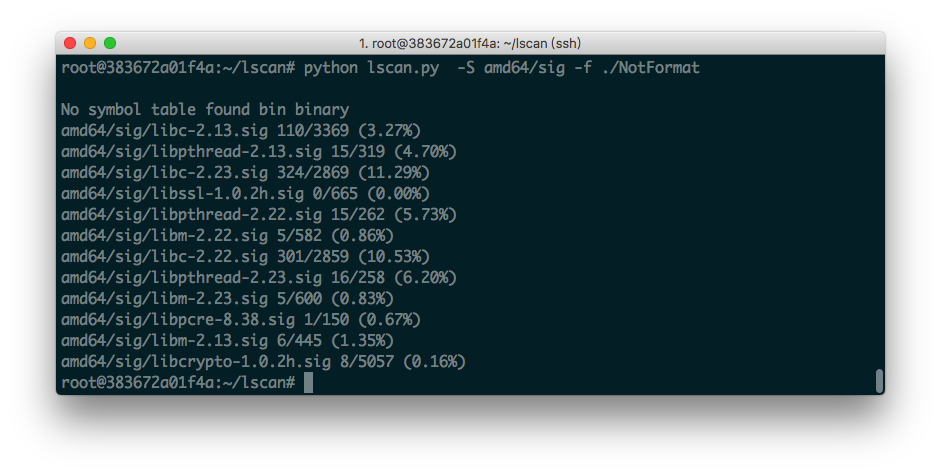 1. root@383672a01f4a: ~/lscan (ssh)
root@383672a01f4a:~/lscan# python lscan.py  -S amd64/sig -f ./NotFormat
No symbol table found bin binary
amd64/sig/libc-2.13.sig 110/3369 (3.27%)
amd64/sig/libpthread-2.13.sig 15/319 (4.70%)
amd64/sig/libc-2.23.sig 324/2869 (11.29%)
amd64/sig/libssl-1.0.2h.sig 0/665 (0.00%)
amd64/sig/libpthread-2.22.sig 15/262 (5.73%)
amd64/sig/libm-2.22.sig 5/582 (0.86%)
amd64/sig/libc-2.22.sig 301/2859 (10.53%)
amd64/sig/libpthread-2.23.sig 16/258 (6.20%)
amd64/sig/libm-2.23.sig 5/600 (0.83%)
amd64/sig/libpcre-8.38.sig 1/150 (0.67%)
amd64/sig/libm-2.13.sig 6/445 (1.35%)
amd64/sig/libcrypto-1.0.2h.sig 8/5057 (0.16%)
root@383672a01f4a:~/lscan#